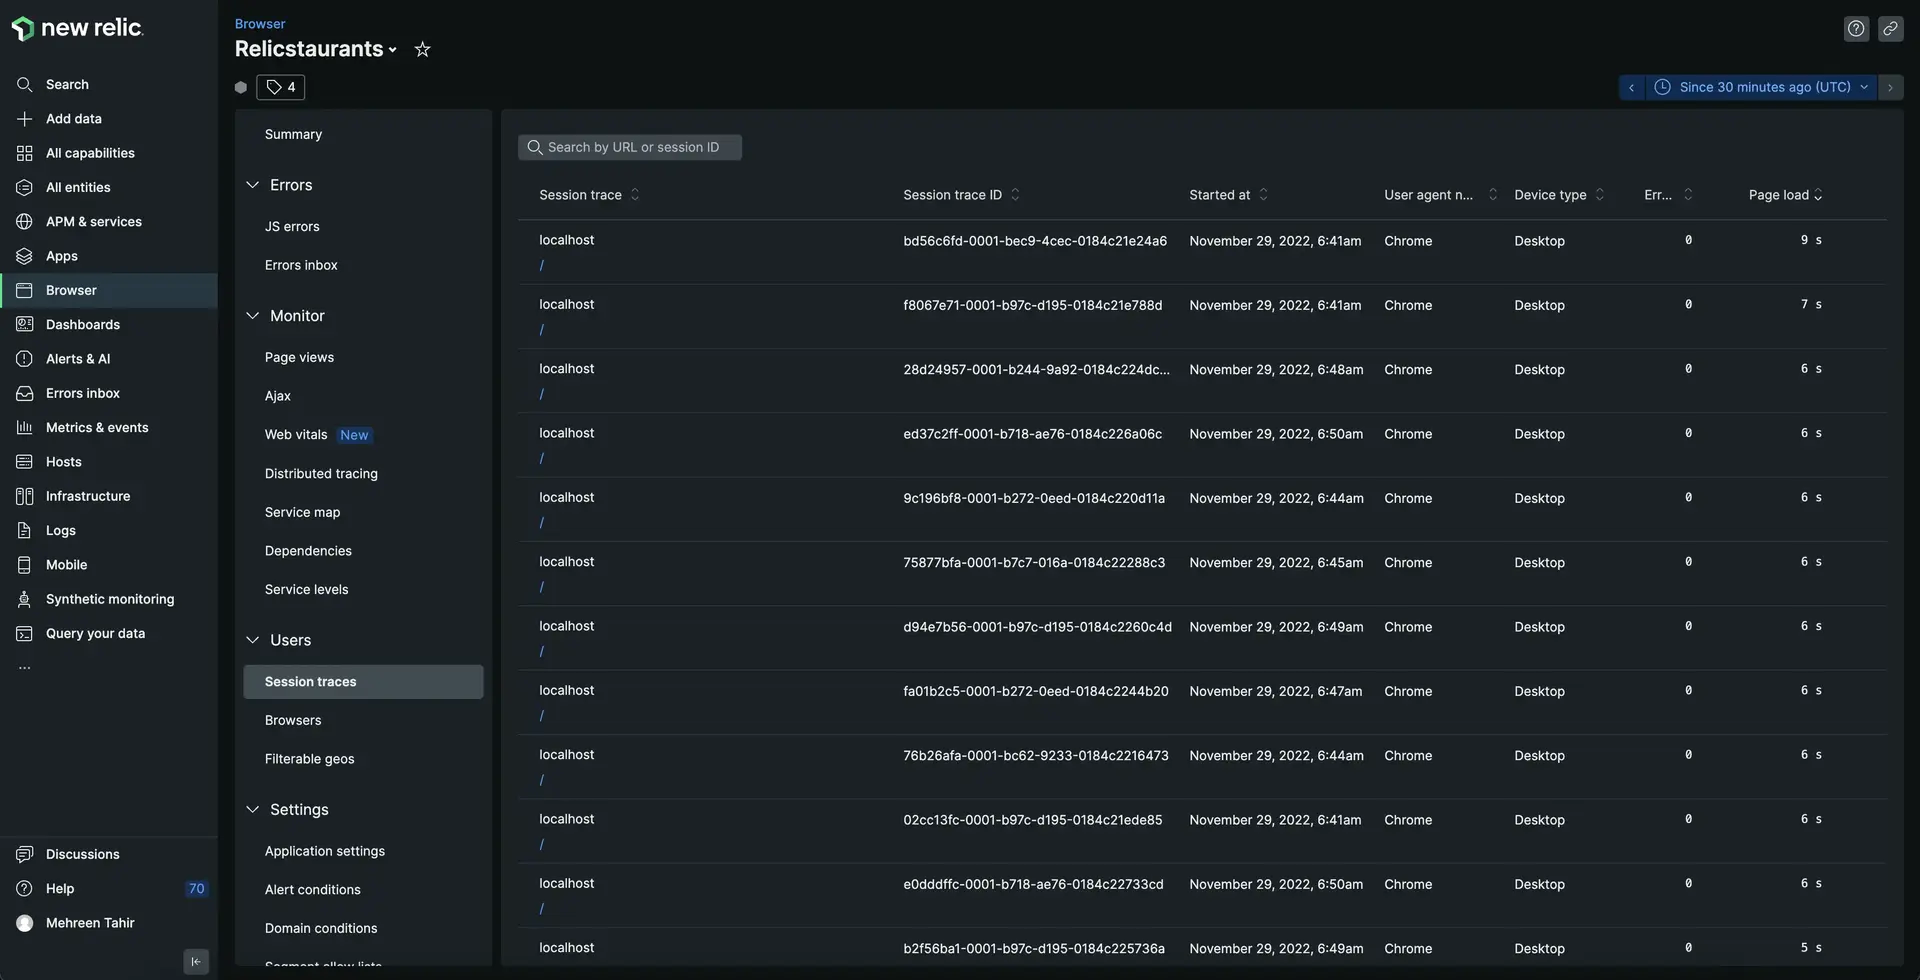 new relic.
Search
Add data
All capabilities
All entities
APM & services
Apps
Browser
Dashboards
Alerts & AI
Errors inbox
Metrics & events
Hosts
Infrastructure
Logs
Mobile
Synthetic monitoring
Query your data
...
Discussions
Help 70
Mehreen Tahir
Browser
Relicstaurants
4
Since 30 minutes ago (UTC)
Summary
Errors
JS errors
Errors inbox
Monitor
Page views
Ajax
Web vitals New
Distributed tracing
Service map
Dependencies
Service levels
Users
Session traces
Browsers
Filterable geos
Settings
Application settings
Alert conditions
Domain conditions
Segment allow lists
Search by URL or session ID
Session trace Session trace ID Started at User agent n... Device type Err... Page load
localhost bd56c6fd-0001-bec9-4cec-0184c21e24a6 November 29, 2022, 6:41am Chrome Desktop 0 9 s
/
localhost f8067e71-0001-b97c-d195-0184c21e788d November 29, 2022, 6:41am Chrome Desktop 0 7 s
/
localhost 28d24957-0001-b244-9a92-0184c224dc... November 29, 2022, 6:48am Chrome Desktop 0 6 s
/
localhost ed37c2ff-0001-b718-ae76-0184c226a06c November 29, 2022, 6:50am Chrome Desktop 0 6 s
/
localhost 9c196bf8-0001-b272-0eed-0184c220d11a November 29, 2022, 6:44am Chrome Desktop 0 6 s
/
localhost 75877bfa-0001-b7c7-016a-0184c22288c3 November 29, 2022, 6:45am Chrome Desktop 0 6 s
/
localhost d94e7b56-0001-b97c-d195-0184c2260c4d November 29, 2022, 6:49am Chrome Desktop 0 6 s
/
localhost fa01b2c5-0001-b272-0eed-0184c2244b20 November 29, 2022, 6:47am Chrome Desktop 0 6 s
/
localhost 76b26afa-0001-bc62-9233-0184c2216473 November 29, 2022, 6:44am Chrome Desktop 0 6 s
/
localhost 02cc13fc-0001-b97c-d195-0184c21ede85 November 29, 2022, 6:41am Chrome Desktop 0 6 s
/
localhost e0dddffc-0001-b718-ae76-0184c22733cd November 29, 2022, 6:50am Chrome Desktop 0 6 s
/
localhost b2f56ba1-0001-b97c-d195-0184c225736a November 29, 2022, 6:49am Chrome Desktop 0 5 s